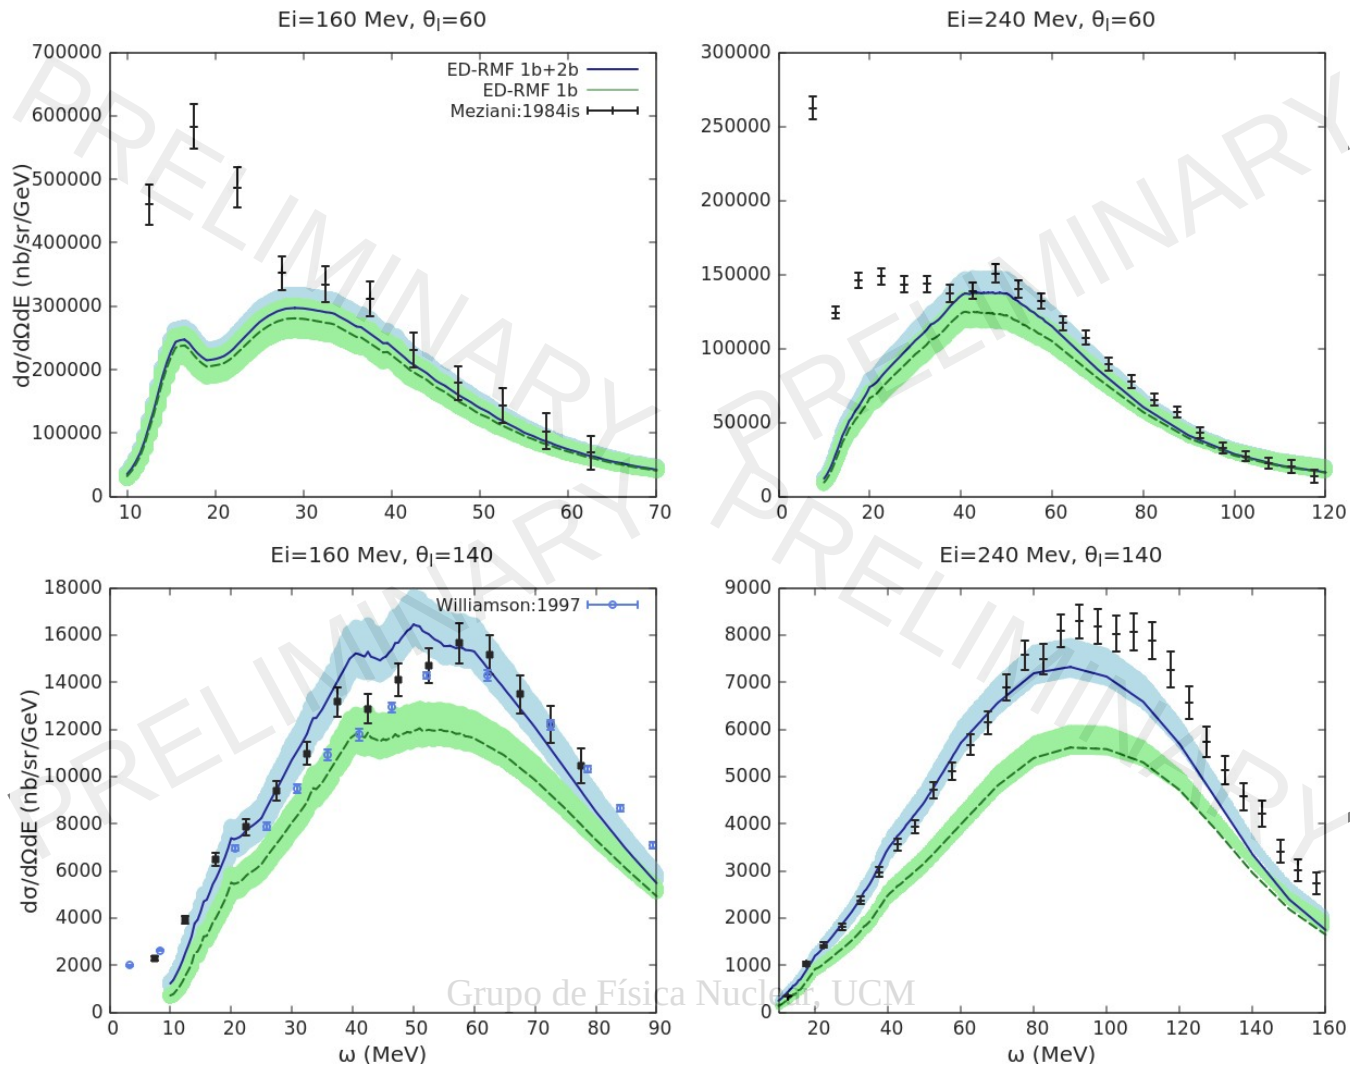 Ei=160 Mev, θl=60
700000
600000
500000
400000
300000
200000
100000
0
10 20 30 40 50 60 70
dσ/dΩdE (nb/sr/GeV)
ED-RMF 1b+2b
ED-RMF 1b
Meziani:1984is
Ei=240 Mev, θl=60
300000
250000
200000
150000
100000
50000
0
0 20 40 60 80 100 120
Ei=160 Mev, θl=140
18000
16000
14000
12000
10000
8000
6000
4000
2000
0
0 10 20 30 40 50 60 70 80 90
dσ/dΩdE (nb/sr/GeV)
ω (MeV)
Williamson:1997
Ei=240 Mev, θl=140
9000
8000
7000
6000
5000
4000
3000
2000
1000
0
20 40 60 80 100 120 140 160
ω (MeV)
PRELIMINARY
PRELIMINARY
PRELIMINARY
PRELIMINARY
Grupo de Física Nuclear, UCM